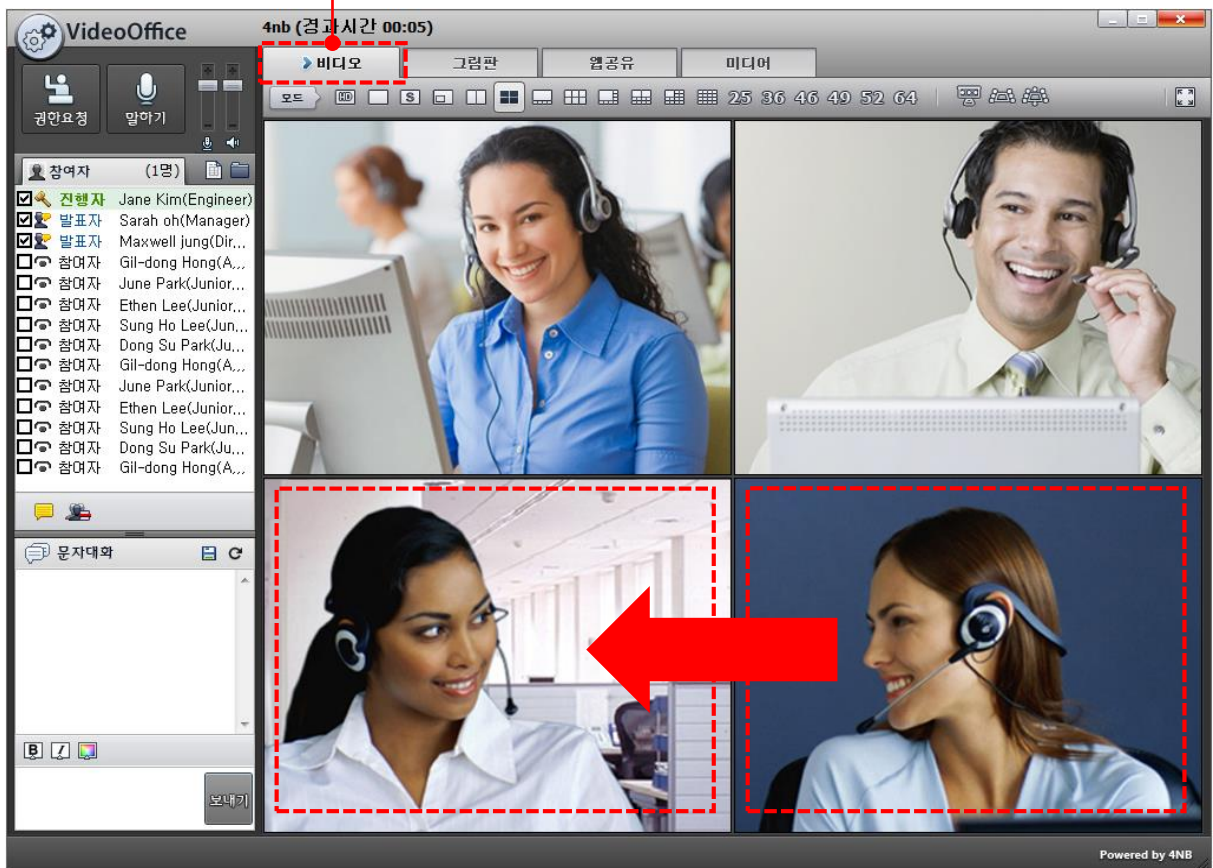 VideoOffice
4nb (경과시간 00:05)
비디오
그림판
웹공유
미디어
권한요청
말하기
모드
HD
S
25 36 46 49 52 64
참여자 (1명)
진행자 Jane Kim(Engineer)
발표자 Sarah oh(Manager)
발표자 Maxwell jung(Dir...
참여자 Gil-dong Hong(A...
참여자 June Park(Junior...
참여자 Ethen Lee(Junior...
참여자 Sung Ho Lee(Jun...
참여자 Dong Su Park(Ju...
참여자 Gil-dong Hong(A...
참여자 June Park(Junior...
참여자 Ethen Lee(Junior...
참여자 Sung Ho Lee(Jun...
참여자 Dong Su Park(Ju...
참여자 Gil-dong Hong(A...
문자대화
B I
보내기
Powered by 4NB